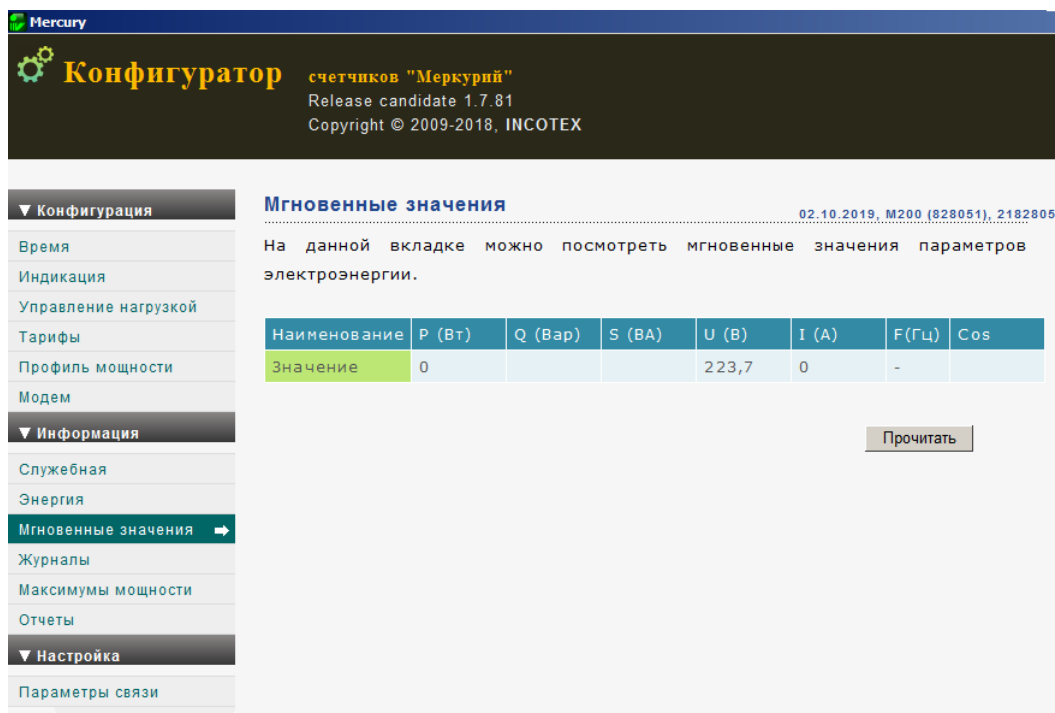 Mercury
Конфигуратор счетчиков "Меркурий"
Release candidate 1.7.81
Copyright © 2009-2018, INCOTEX
▼ Конфигурация
Время
Индикация
Управление нагрузкой
Тарифы
Профиль мощности
Модем
▼ Информация
Служебная
Энергия
Мгновенные значения
Журналы
Максимумы мощности
Отчеты
▼ Настройка
Параметры связи
Мгновенные значения
02.10.2019, M200 (828051), 2182805
На данной вкладке можно посмотреть мгновенные значения параметров
электроэнергии.
Наименование P (Вт) Q (Вар) S (ВА) U (В) I (А) F(Гц) Cos
Значение 0 223,7 0 -
Прочитать